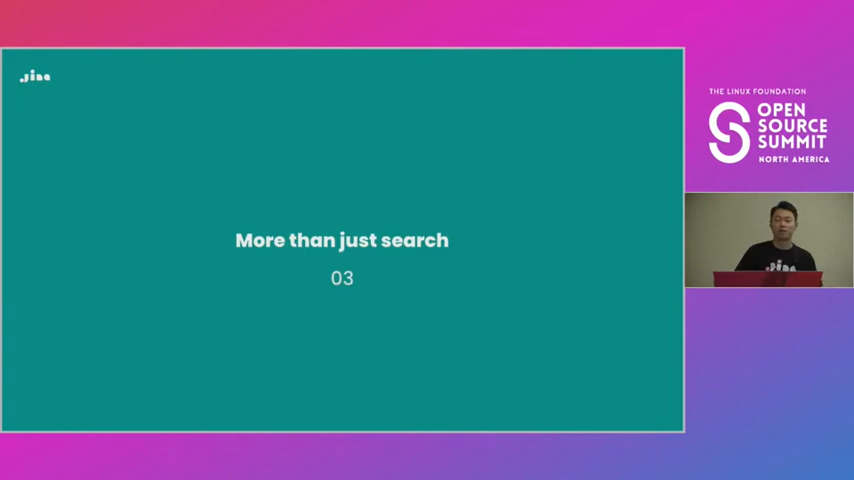 .jina
More than just search
03
THE LINUX FOUNDATION
OPEN
SOURCE
SUMMIT
NORTH AMERICA
.jina